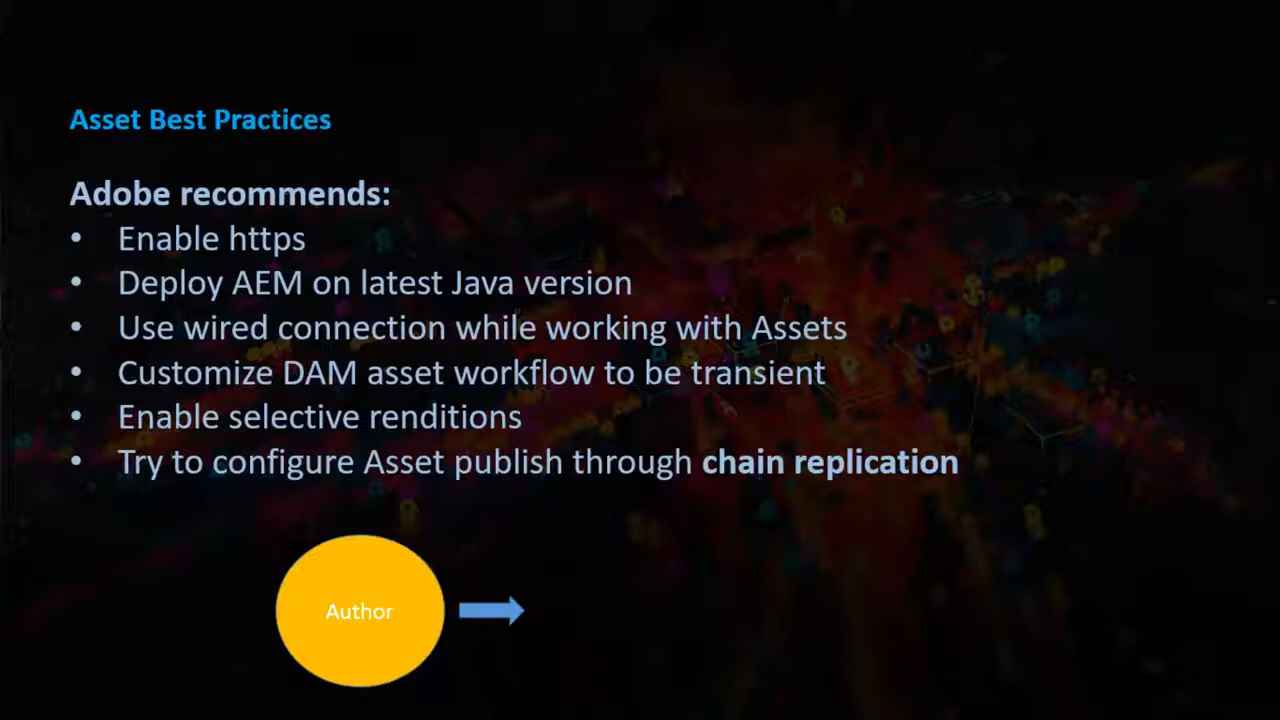 Asset Best Practices
Adobe recommends:
• Enable https
• Deploy AEM on latest Java version
• Use wired connection while working with Assets
• Customize DAM asset workflow to be transient
• Enable selective renditions
• Try to configure Asset publish through chain replication
Author